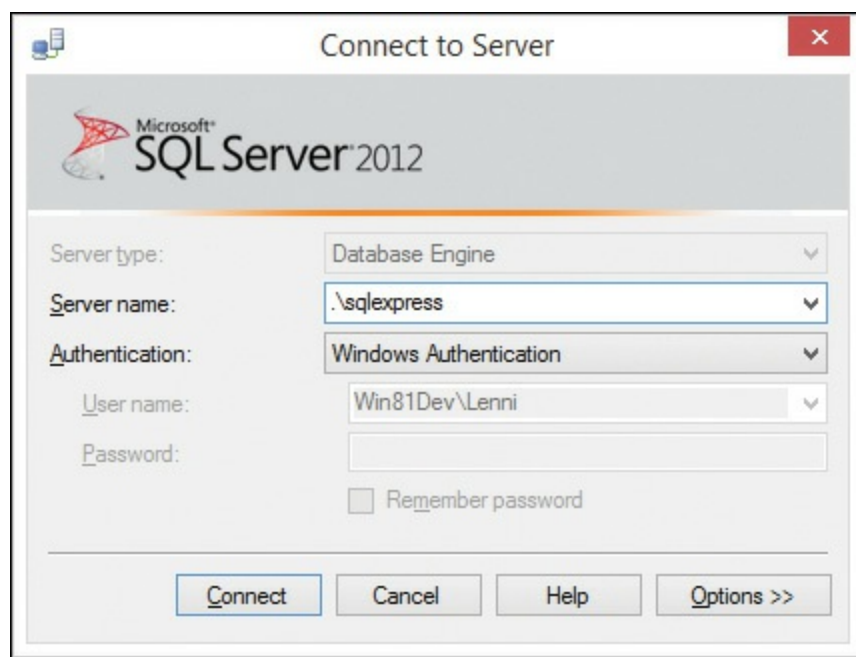 Connect to Server
Microsoft®
SQL Server® 2012
Server type: Database Engine
Server name: .\sqlexpress
Authentication: Windows Authentication
User name: Win81Dev\Lenni
Password:
Remember password
Connect Cancel Help Options >>